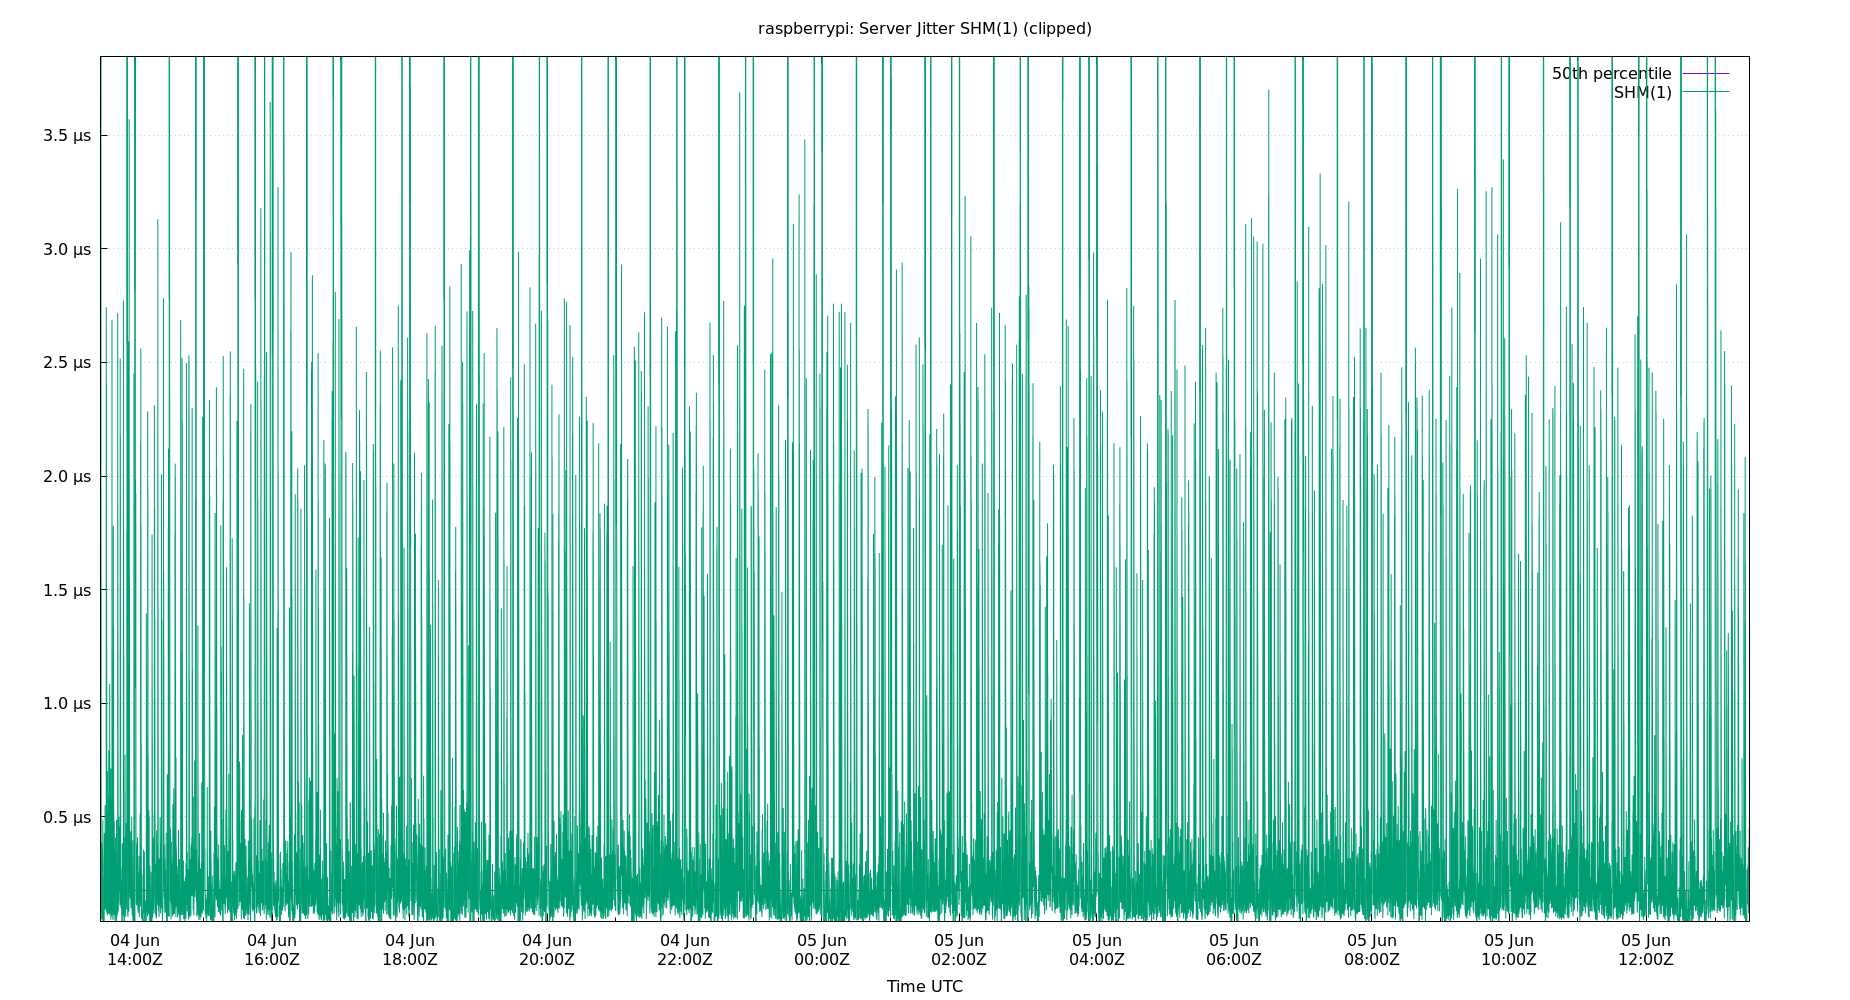 raspberrypi: Server Jitter SHM(1) (clipped)
50th percentile
SHM(1)
3.5 μs
3.0 μs
2.5 μs
2.0 μs
1.5 μs
1.0 μs
0.5 μs
04 Jun 04 Jun 04 Jun 04 Jun 04 Jun 05 Jun 05 Jun 05 Jun 05 Jun 05 Jun 05 Jun 05 Jun
14:00Z 16:00Z 18:00Z 20:00Z 22:00Z 00:00Z 02:00Z 04:00Z 06:00Z 08:00Z 10:00Z 12:00Z
Time UTC